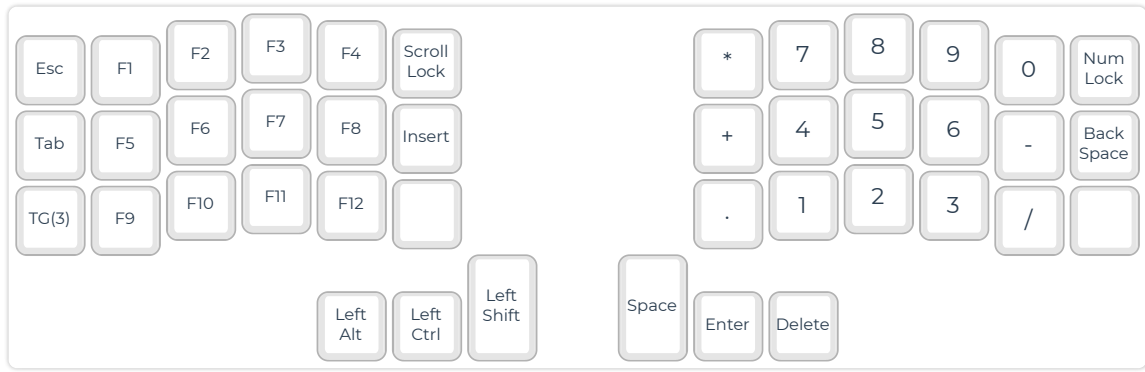 Esc F1 F2 F3 F4 Scroll Lock * 7 8 9 0 Num Lock
Tab F5 F6 F7 F8 Insert + 4 5 6 - Back Space
TG(3) F9 F10 F11 F12 . 1 2 3 /
Left Alt Left Ctrl Left Shift Space Enter Delete